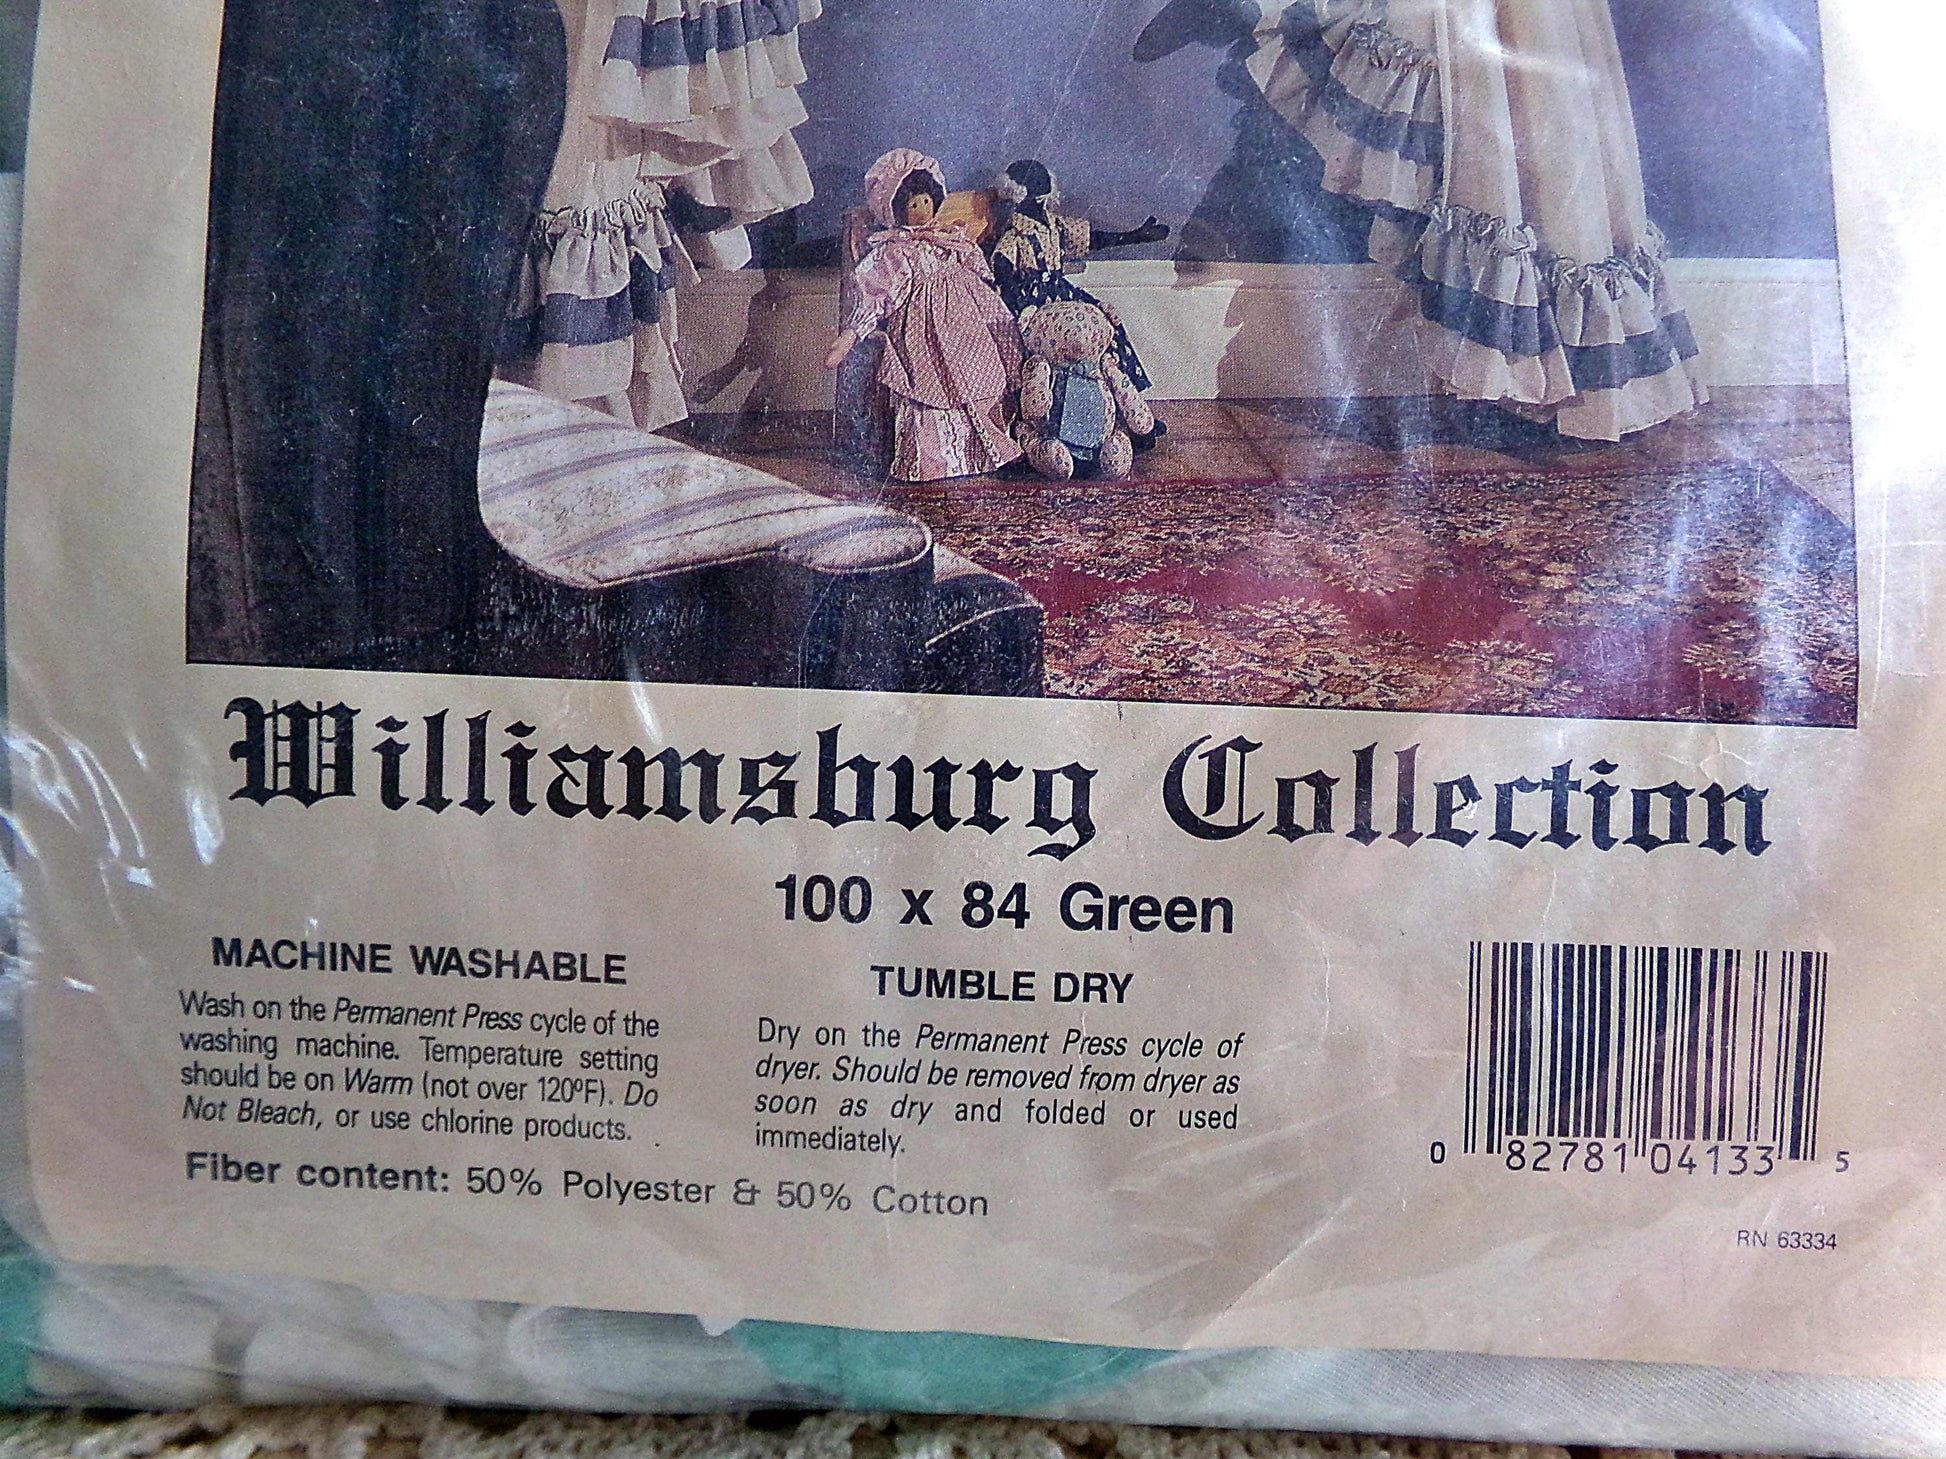 Williamsburg Collection
100 x 84 Green
MACHINE WASHABLE
Wash on the Permanent Press cycle of the
washing machine. Temperature setting
should be on Warm (not over 120ºF). Do
Not Bleach, or use chlorine products.
TUMBLE DRY
Dry on the Permanent Press cycle of
dryer. Should be removed from dryer as
soon as dry and folded or used
immediately.
Fiber content: 50% Polyester & 50% Cotton
0 82781 04133 5
RN 63334